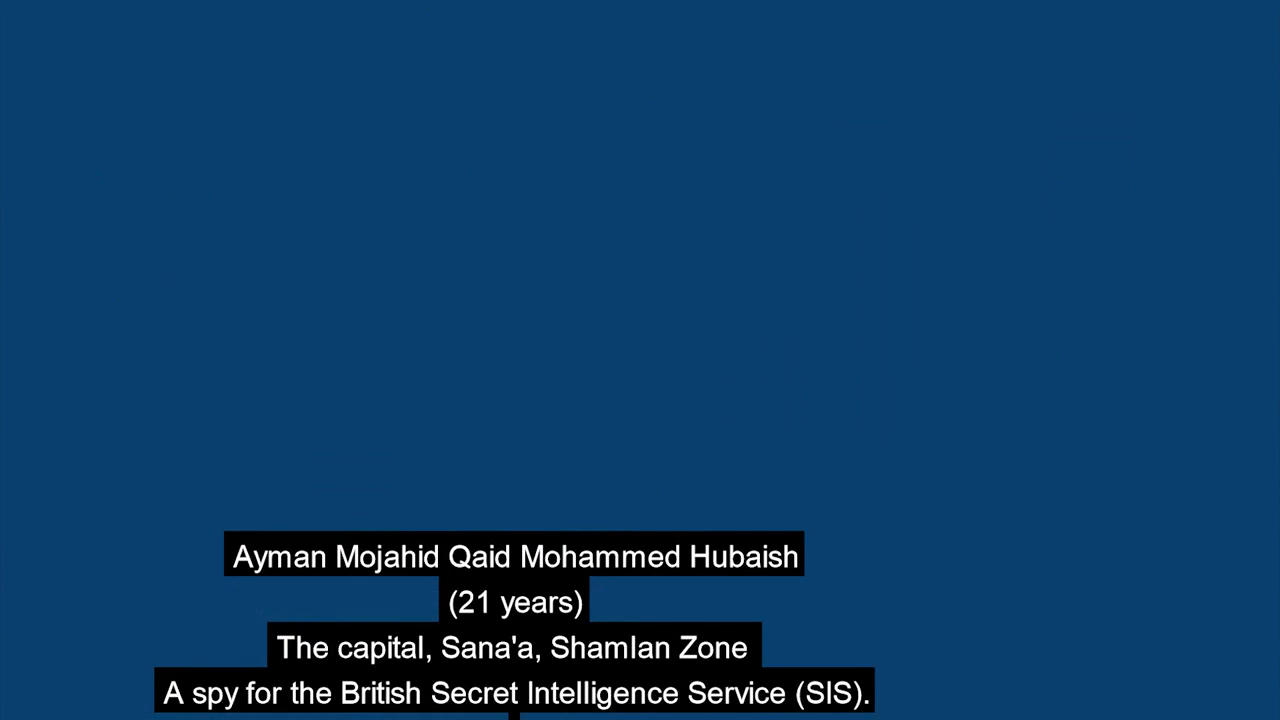 Ayman Mojahid Qaid Mohammed Hubaish
(21 years)
The capital, Sana'a, Shamlan Zone
A spy for the British Secret Intelligence Service (SIS).